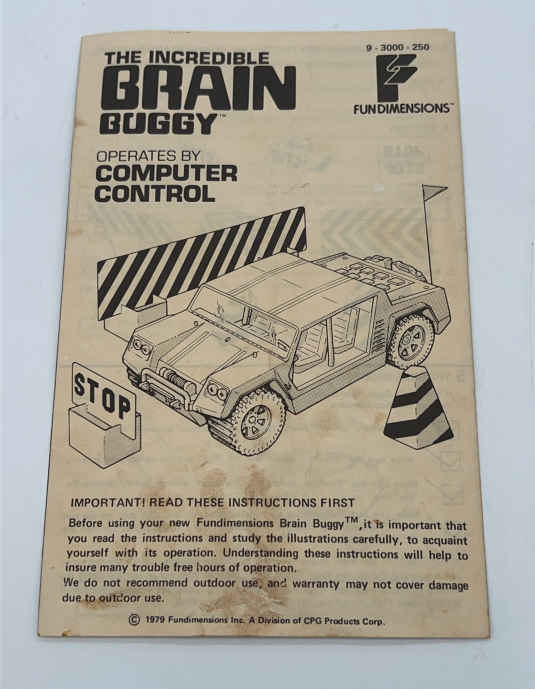 9 - 3000 - 250
THE INCREDIBLE
BRAIN
BUGGY™
FUNDIMENSIONS™
OPERATES BY
COMPUTER
CONTROL
STOP
IMPORTANT! READ THESE INSTRUCTIONS FIRST
Before using your new Fundimensions Brain Buggy™, it is important that
you read the instructions and study the illustrations carefully, to acquaint
yourself with its operation. Understanding these instructions will help to
insure many trouble free hours of operation.
We do not recommend outdoor use, and warranty may not cover damage
due to outdoor use.
© 1979 Fundimensions Inc. A Division of CPG Products Corp.